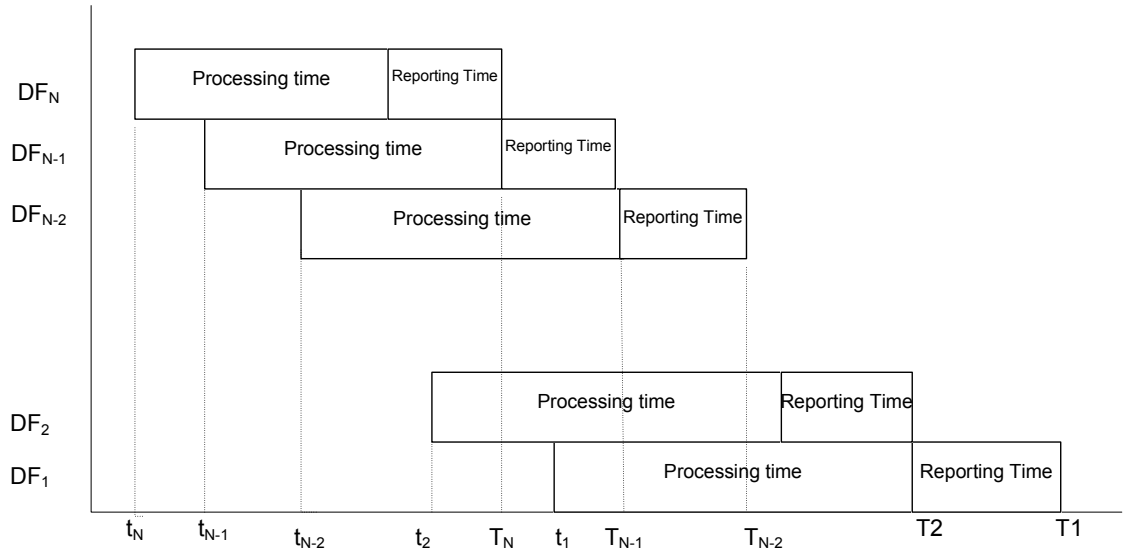 DF_N Processing time Reporting Time
DF_N-1 Processing time Reporting Time
DF_N-2 Processing time Reporting Time
DF_2 Processing time Reporting Time
DF_1 Processing time Reporting Time
t_N t_N-1 t_N-2 t_2 T_N t_1 T_N-1 T_N-2 T2 T1